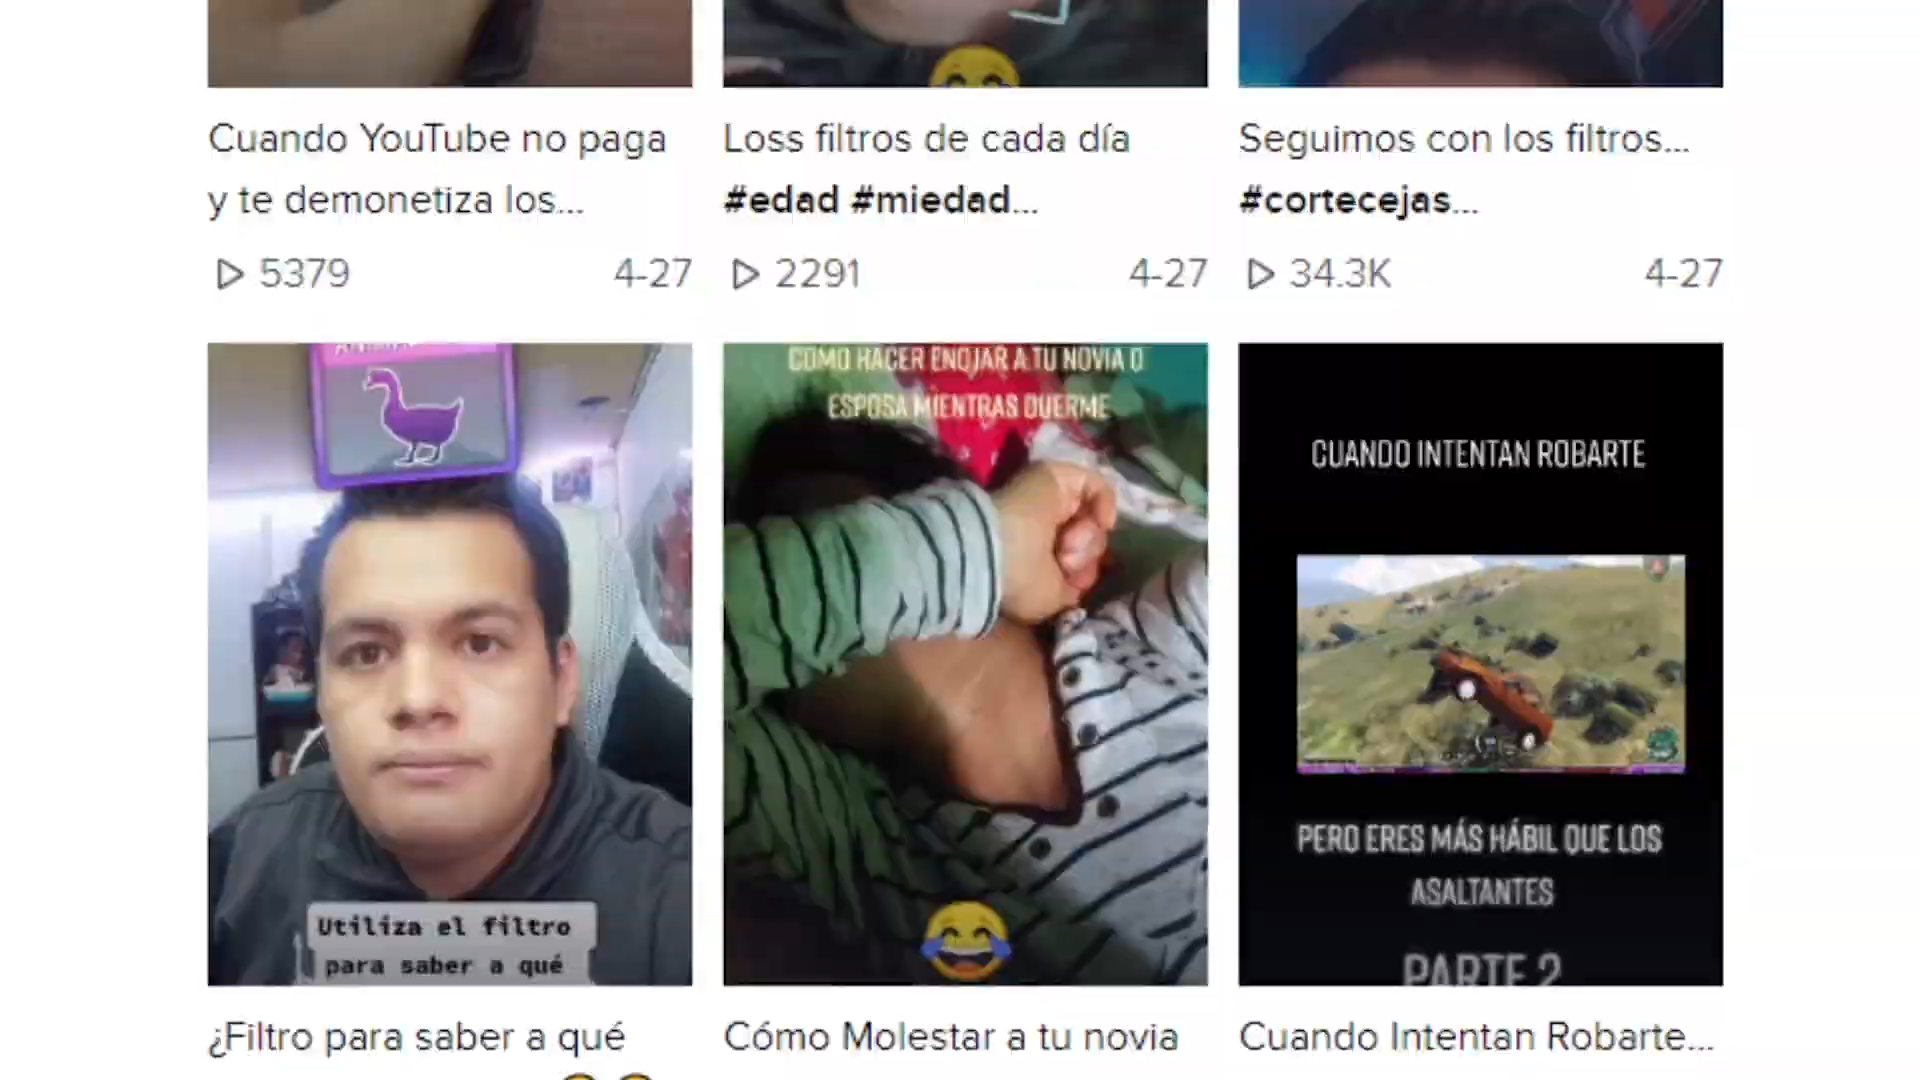 Cuando YouTube no paga
y te demonetiza los...
5379 4-27
Loss filtros de cada día
#edad #miedad...
2291 4-27
Seguimos con los filtros...
#cortecejas...
34.3K 4-27
Utiliza el filtro
para saber a qué
¿Filtro para saber a qué
COMO HACER ENOJAR A TU NOVIA O
ESPOSA MIENTRAS DUERME
Cómo Molestar a tu novia
CUANDO INTENTAN ROBARTE
PERO ERES MÁS HÁBIL QUE LOS
ASALTANTES
PARTE 2
Cuando Intentan Robarte...